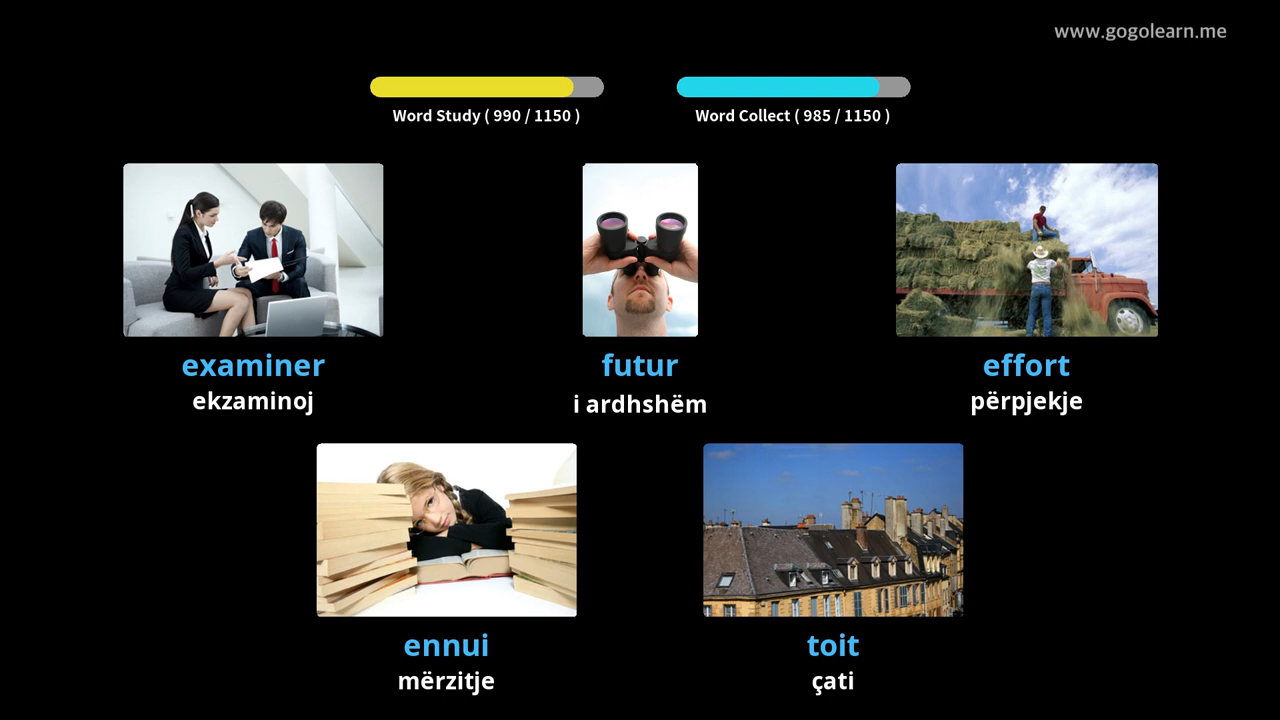 www.gogolearn.me
Word Study ( 990 / 1150 )
Word Collect ( 985 / 1150 )
examiner
ekzaminoj
futur
i ardhshëm
effort
përpjekje
ennui
mërzitje
toit
çati